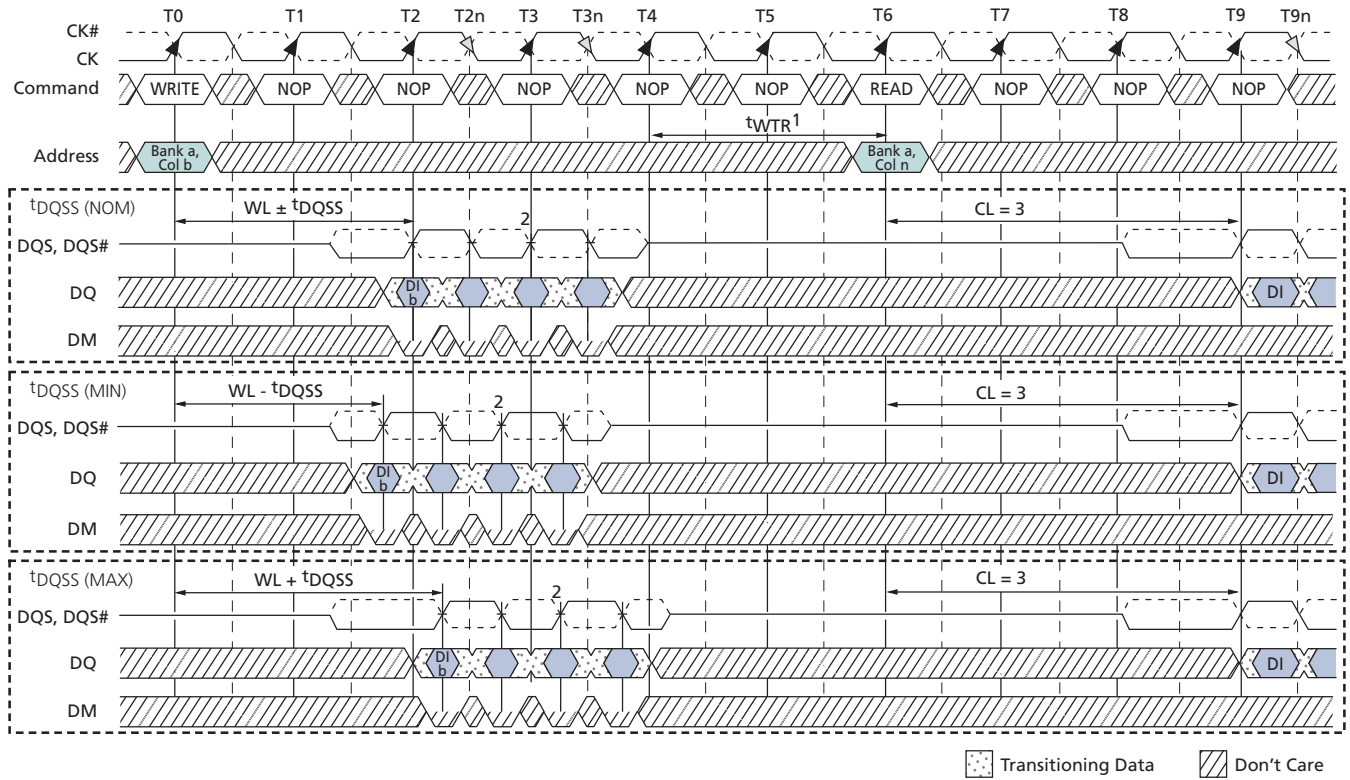 T0 T1 T2 T2n T3 T3n T4 T5 T6 T7 T8 T9 T9n
CK#
CK
Command WRITE NOP NOP NOP NOP NOP READ NOP NOP NOP
tWTR1
Address Bank a, Col b Bank a, Col n
tDQSS (NOM) WL ± tDQSS 2 CL = 3
DQS, DQS#
DQ DI b DI
DM
tDQSS (MIN) WL - tDQSS 2 CL = 3
DQS, DQS#
DQ DI b DI
DM
tDQSS (MAX) WL + tDQSS 2 CL = 3
DQS, DQS#
DQ DI b DI
DM
Transitioning Data Don't Care